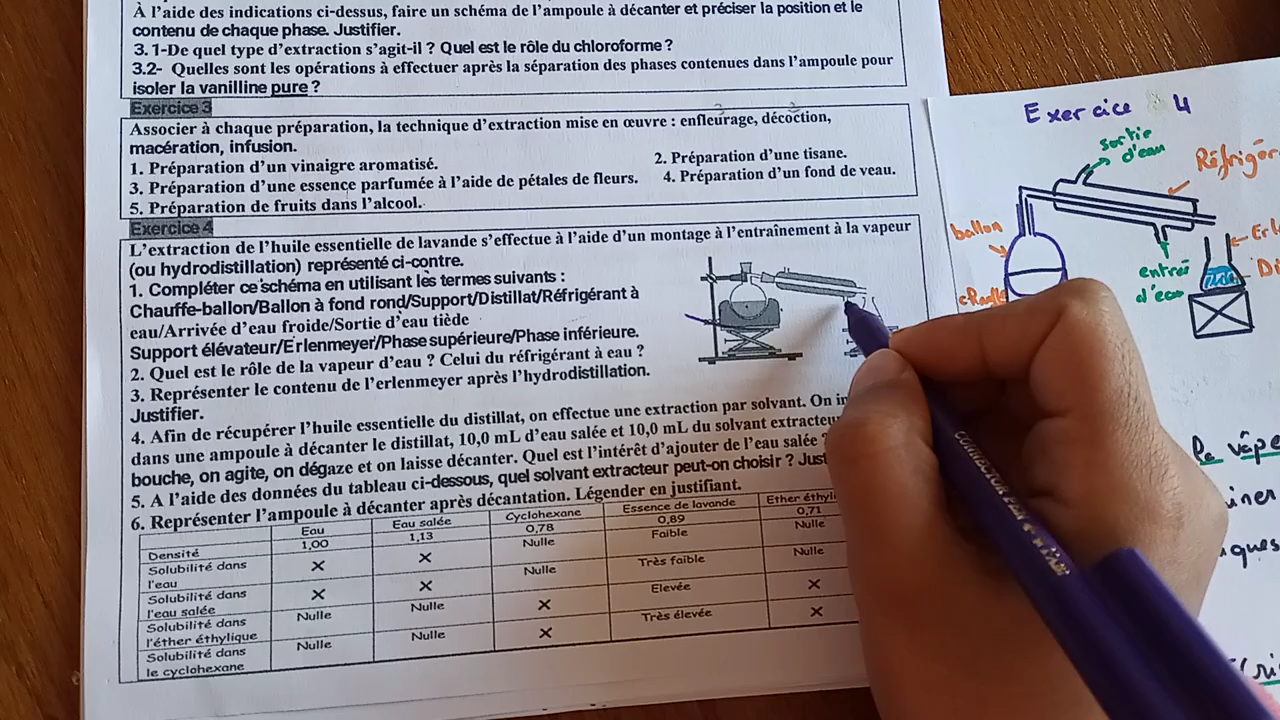 À l'aide des indications ci-dessus, faire un schéma de l'ampoule à décanter et préciser la position et le
contenu de chaque phase. Justifier.
3.1-De quel type d'extraction s'agit-il ? Quel est le rôle du chloroforme ?
3.2- Quelles sont les opérations à effectuer après la séparation des phases contenues dans l'ampoule pour
isoler la vanilline pure ?
Exercice 3
Associer à chaque préparation, la technique d'extraction mise en œuvre : enfleurage, décoction,
macération, infusion.
1. Préparation d'un vinaigre aromatisé.
2. Préparation d'une tisane.
3. Préparation d'une essence parfumée à l'aide de pétales de fleurs.
4. Préparation d'un fond de veau.
5. Préparation de fruits dans l'alcool.
Exercice 4
L'extraction de l'huile essentielle de lavande s'effectue à l'aide d'un montage à l'entraînement à la vapeur
(ou hydrodistillation) représenté ci-contre.
1. Compléter ce schéma en utilisant les termes suivants :
Chauffe-ballon/Ballon à fond rond/Support/Distillat/Réfrigérant à
eau/Arrivée d'eau froide/Sortie d'eau tiède
Support élévateur/Erlenmeyer/Phase supérieure/Phase inférieure.
2. Quel est le rôle de la vapeur d'eau ? Celui du réfrigérant à eau ?
3. Représenter le contenu de l'erlenmeyer après l'hydrodistillation.
Justifier.
4. Afin de récupérer l'huile essentielle du distillat, on effectue une extraction par solvant. On
dans une ampoule à décanter le distillat, 10,0 mL d'eau salée et 10,0 mL du solvant
bouche, on agite, on dégaze et on laisse décanter. Quel est l'intérêt d'ajouter de l'eau salée ?
5. A l'aide des données du tableau ci-dessous, quel solvant extracteur peut-on choisir ?
6. Représenter l'ampoule à décanter après décantation. Légender en justifiant.
Eau Eau salée Cyclohexane Essence de lavande Ether
Densité 1,00 1,13 0,78 0,89 0,71
Solubilité dans l'eau X X Nulle Faible Nulle
Solubilité dans l'eau salée X X Nulle Très faible Nulle
Solubilité dans l'éther éthylique Nulle Nulle X Elevée X
Solubilité dans le cyclohexane Nulle Nulle X Très élevée X
Exercice 4
sortie
d'eau
ballon
entrée
d'eau
la